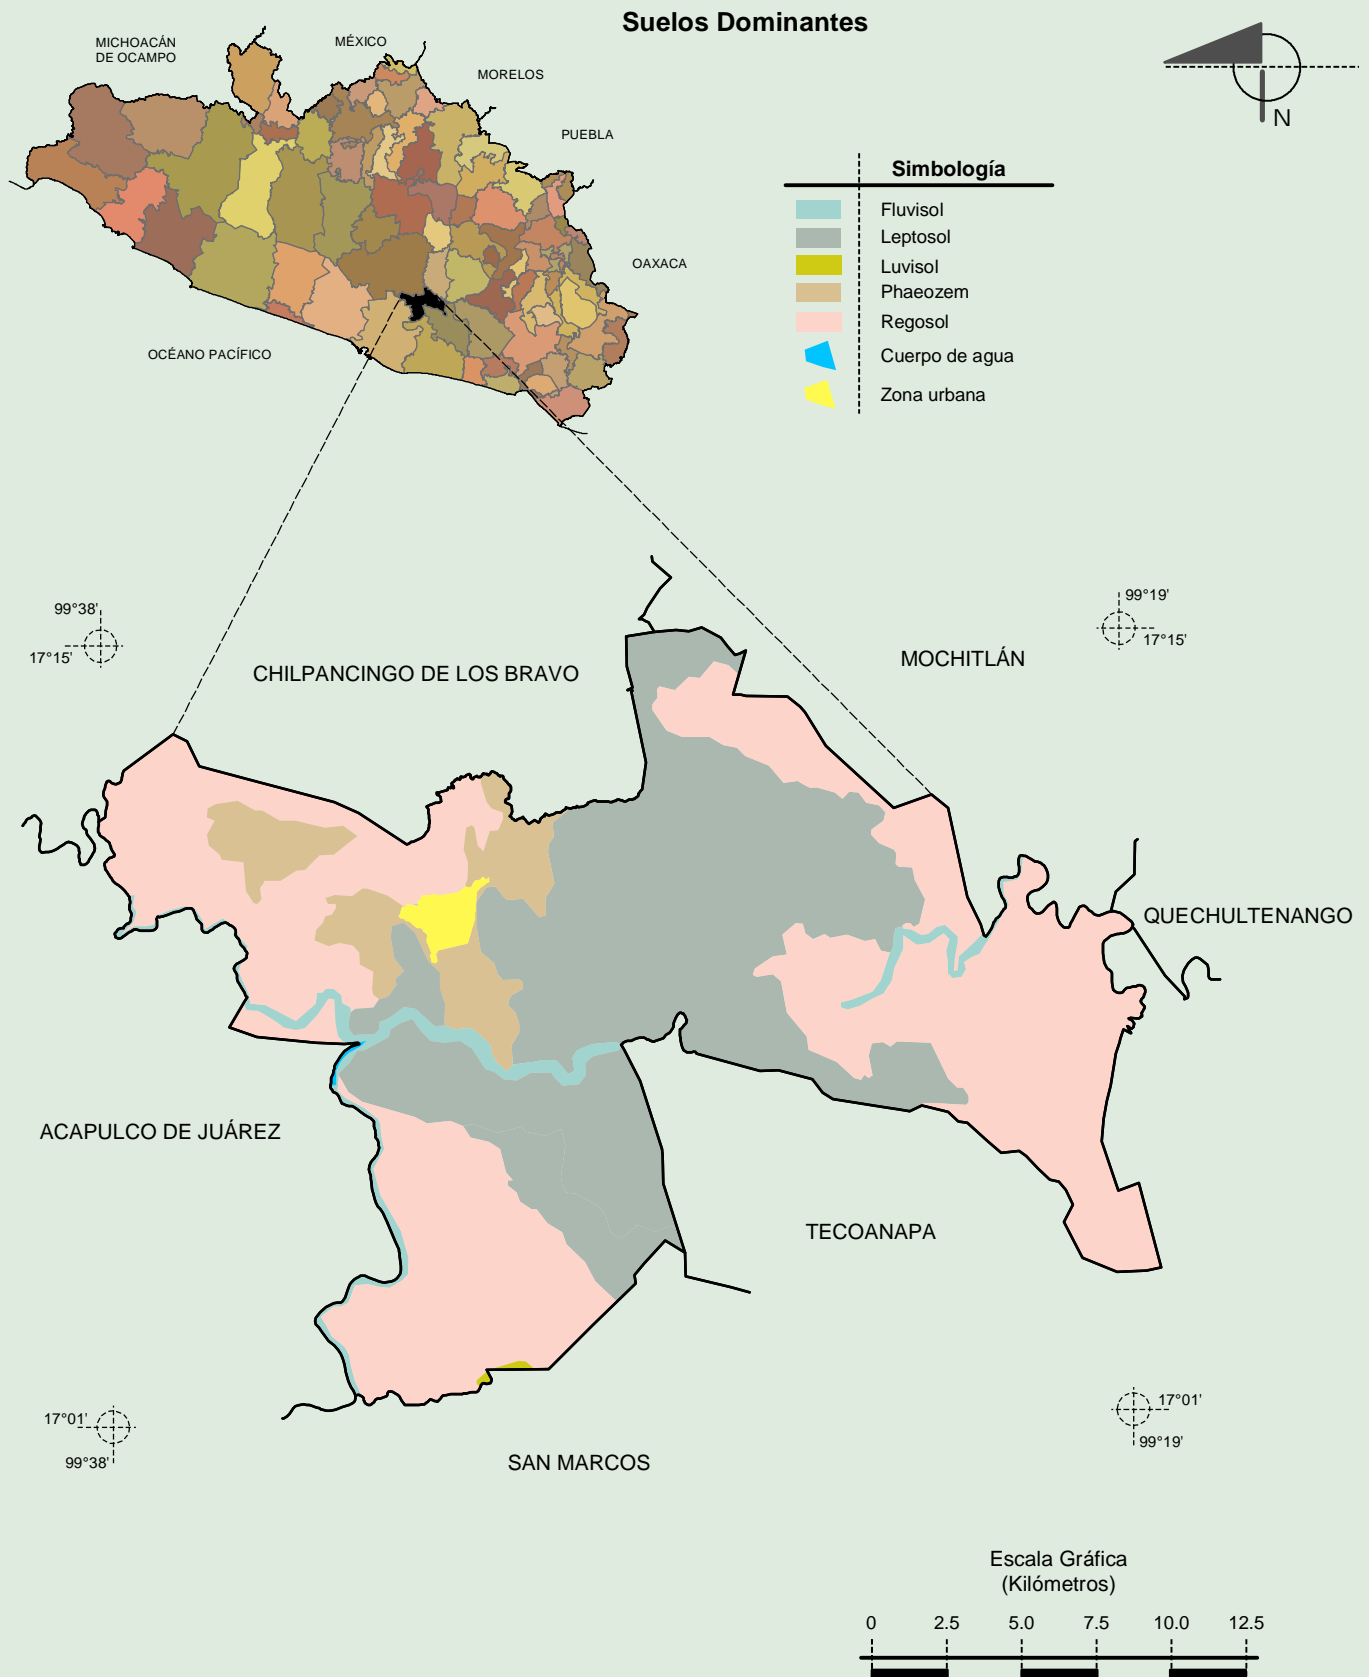 Suelos Dominantes
MICHOACÁN
DE OCAMPO
MÉXICO
MORELOS
PUEBLA
OAXACA
OCÉANO PACÍFICO
N
Simbología
Fluvisol
Leptosol
Luvisol
Phaeozem
Regosol
Cuerpo de agua
Zona urbana
99°38'
17°15'
99°19'
17°15'
CHILPANCINGO DE LOS BRAVO
MOCHITLÁN
QUECHULTENANGO
ACAPULCO DE JUÁREZ
TECOANAPA
SAN MARCOS
17°01'
99°38'
17°01'
99°19'
Escala Gráfica
(Kilómetros)
0 2.5 5.0 7.5 10.0 12.5